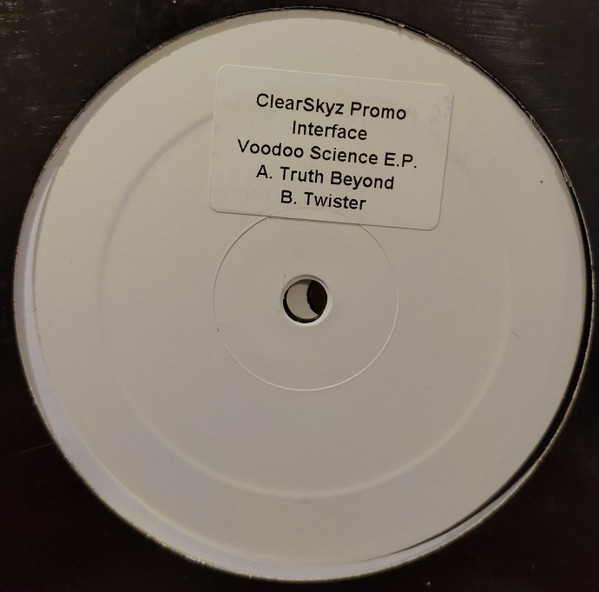 ClearSkyz Promo
Interface
Voodoo Science E.P.
A. Truth Beyond
B. Twister